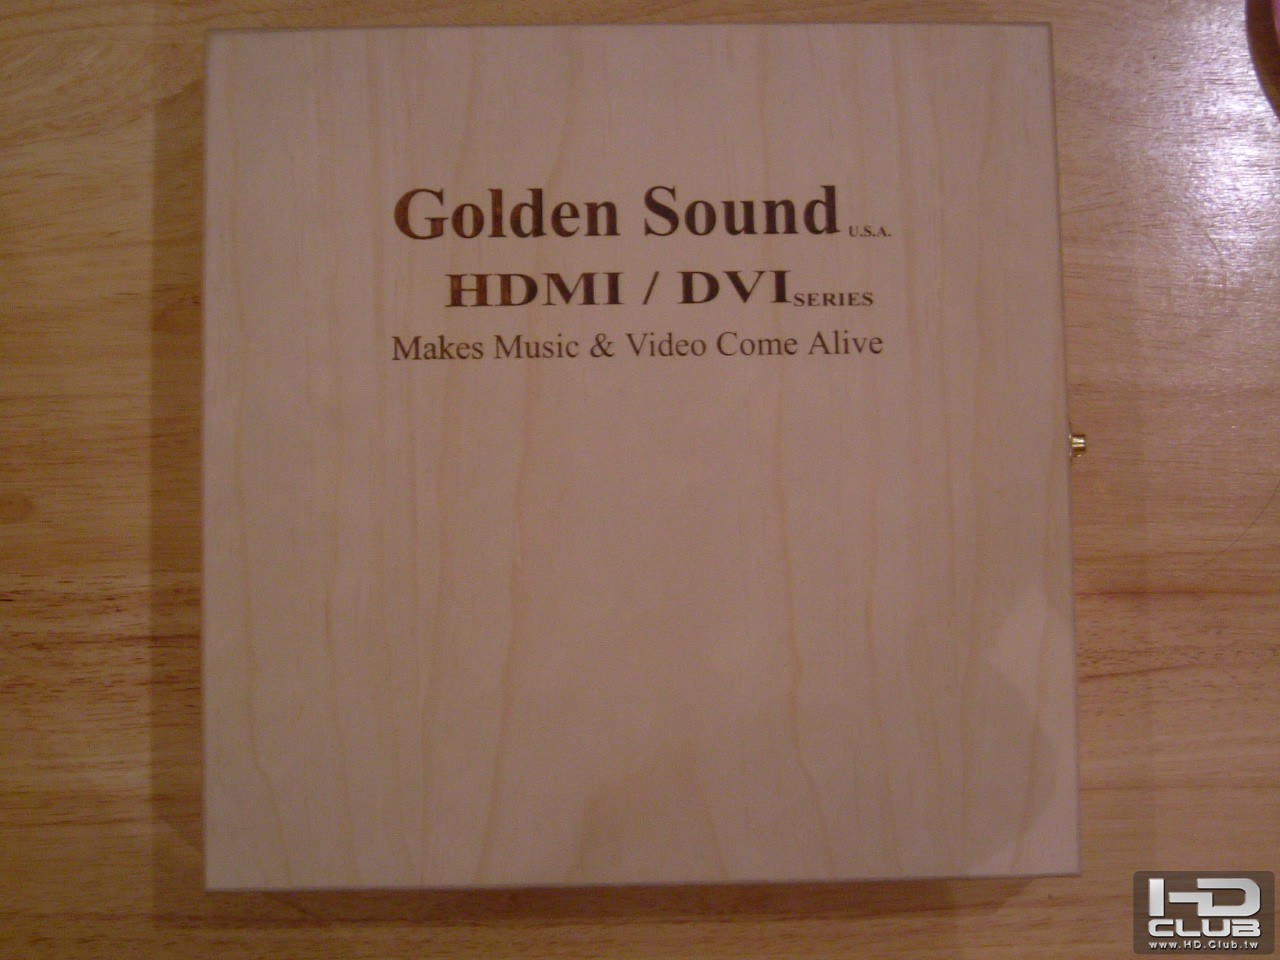 Golden Sound U.S.A.
HDMI / DVI SERIES
Makes Music & Video Come Alive
HD
CLUB
www.HD.Club.tw